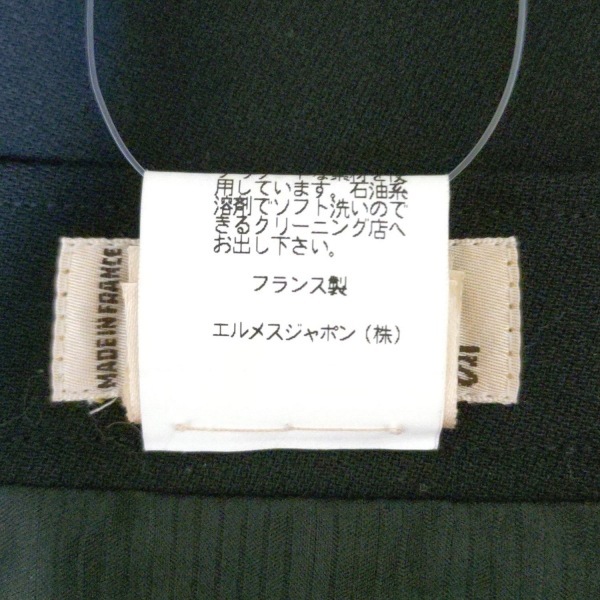 用しています。石油系
溶剤でソフト洗いので
きるクリーニング店へ
お出し下さい。
フランス製
エルメスジャポン（株）
MADE IN FRANCE